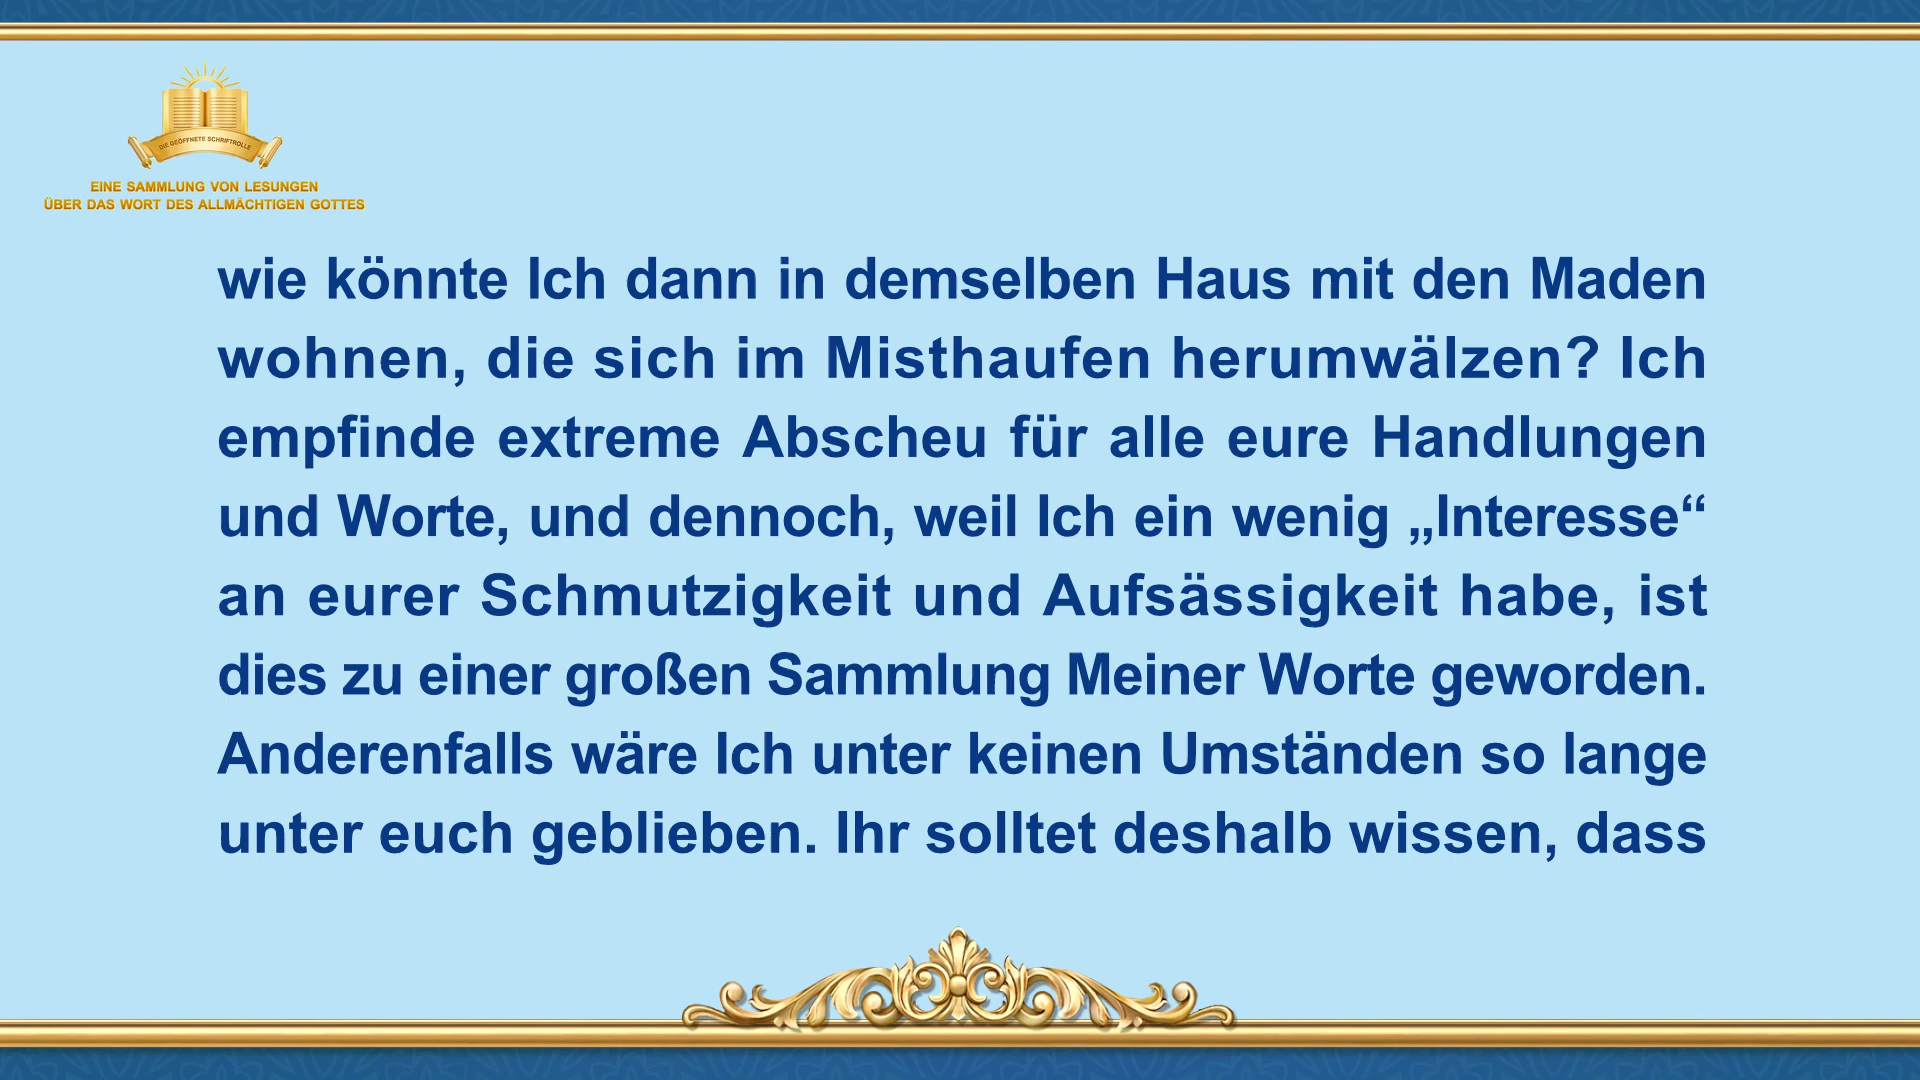 DIE GEÖFFNETE SCHRIFTROLLE
EINE SAMMLUNG VON LESUNGEN
ÜBER DAS WORT DES ALLMÄCHTIGEN GOTTES
wie könnte Ich dann in demselben Haus mit den Maden
wohnen, die sich im Misthaufen herumwälzen? Ich
empfinde extreme Abscheu für alle eure Handlungen
und Worte, und dennoch, weil Ich ein wenig „Interesse“
an eurer Schmutzigkeit und Aufsässigkeit habe, ist
dies zu einer großen Sammlung Meiner Worte geworden.
Anderenfalls wäre Ich unter keinen Umständen so lange
unter euch geblieben. Ihr solltet deshalb wissen, dass